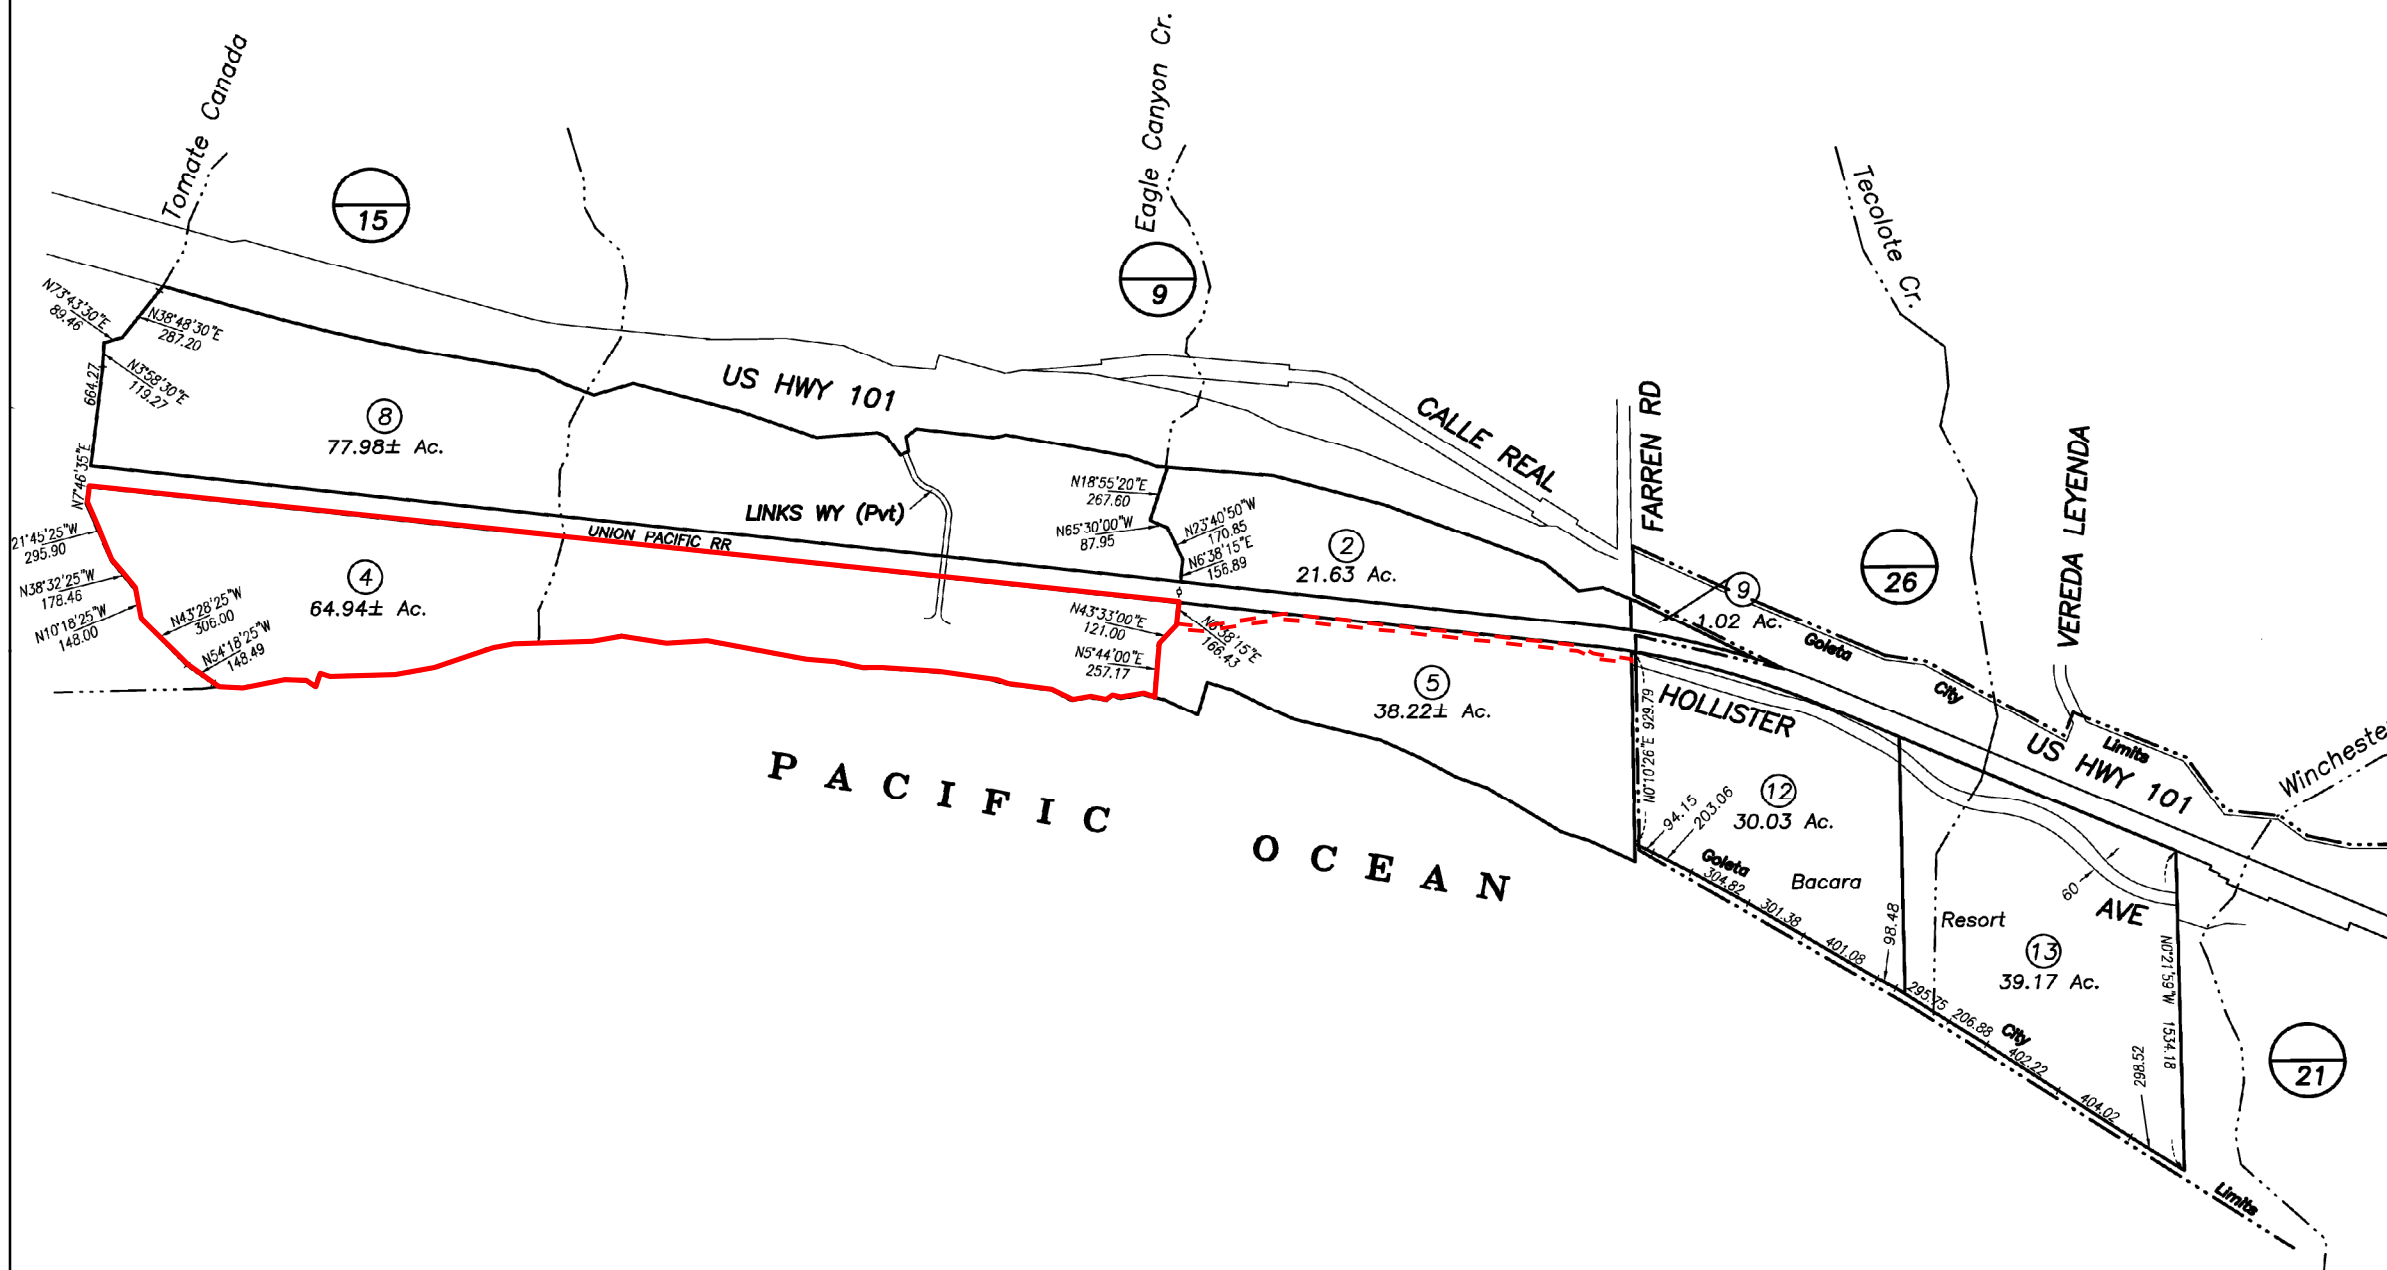 Tomate Canada
15
Eagle Canyon Cr.
9
Tecolote Cr.
N73°43'30"E
89.46
N38°48'30"E
287.20
N3°58'30"E
119.27
664.27
N7°46'35"E
8
77.98± Ac.
US HWY 101
CALLE REAL
FARREN RD
VEREDA LEYENDA
26
LINKS WY (Pvt)
UNION PACIFIC RR
N18°55'20"E
267.60
N65°30'00"W
87.95
N23°40'50"W
170.85
N6°38'15"E
156.89
2
21.63 Ac.
9
1.02 Ac.
21°45'25"W
295.90
N38°32'25"W
178.46
N10°18'25"W
148.00
N43°28'25"W
306.00
N54°18'25"W
148.49
4
64.94± Ac.
N43°33'00"E
121.00
N5°44'00"E
257.17
N6°38'15"E
166.43
5
38.22± Ac.
Goleta
City
Limits
US HWY 101
Winchester
HOLLISTER
AVE
N0°10'26"E 929.79
94.15
203.06
12
30.03 Ac.
Bacara
Resort
60
13
39.17 Ac.
N0°21'59"W 1534.18
Goleta
304.82
301.38
401.08
98.48
295.75
206.88
City
402.22
404.02
298.52
Limits
21
PACIFIC OCEAN